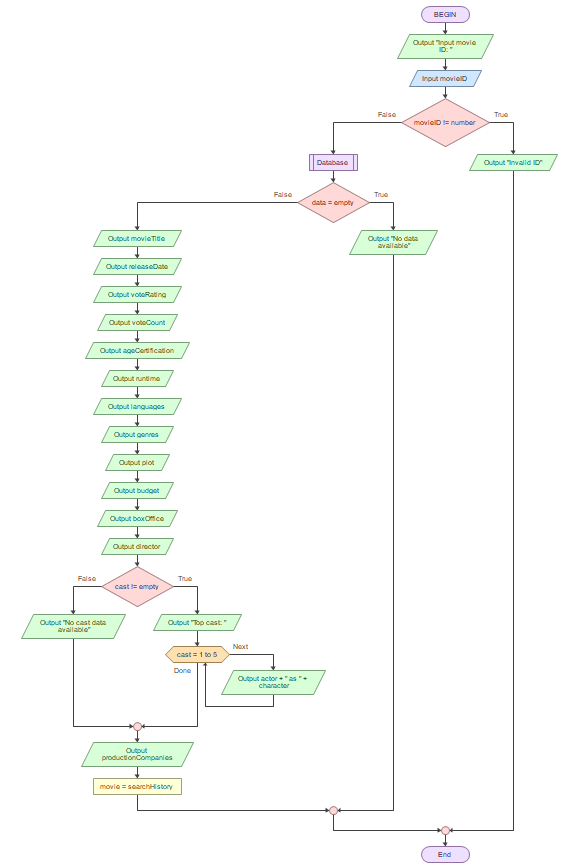 BEGIN
Output "Input movie
ID: "
Input movieID
False
True
movieID != number
Database
Output "Invalid ID"
False
True
data = empty
Output movieTitle
Output "No data
available"
Output releaseDate
Output voteRating
Output voteCount
Output ageCertification
Output runtime
Output languages
Output genres
Output plot
Output budget
Output boxOffice
Output director
False
True
cast != empty
Output "No cast data
available"
Output "Top cast: "
cast = 1 to 5
Next
Done
Output actor + " as " +
character
Output
productionCompanies
movie = searchHistory
End